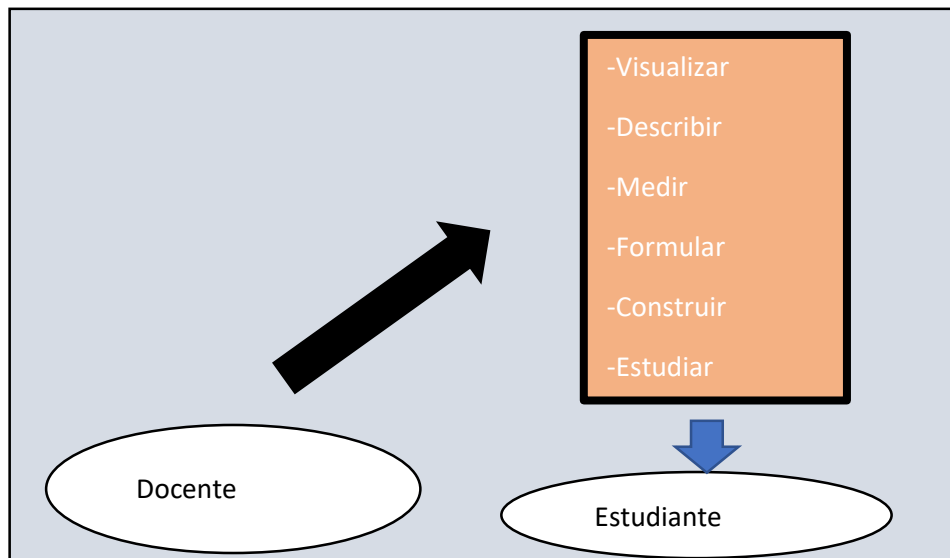 -Visualizar
-Describir
-Medir
-Formular
-Construir
-Estudiar
Docente
Estudiante